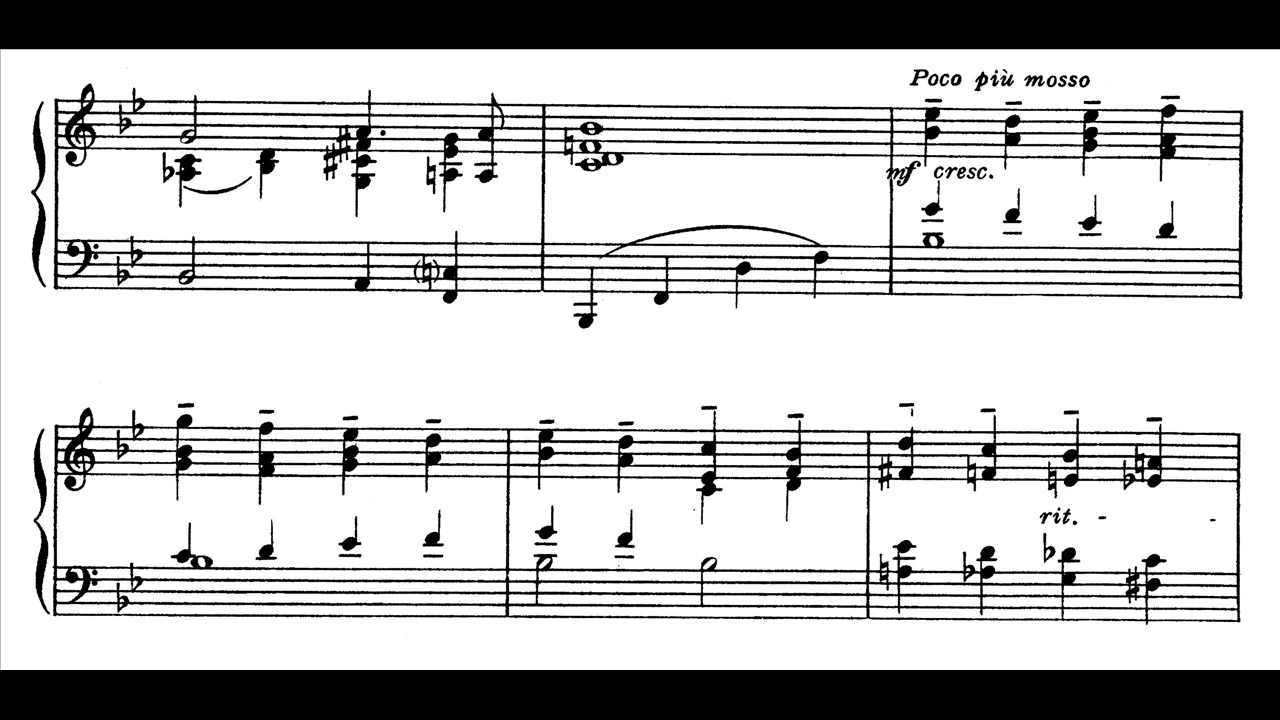 Poco più mosso
mf cresc.
rit. - -